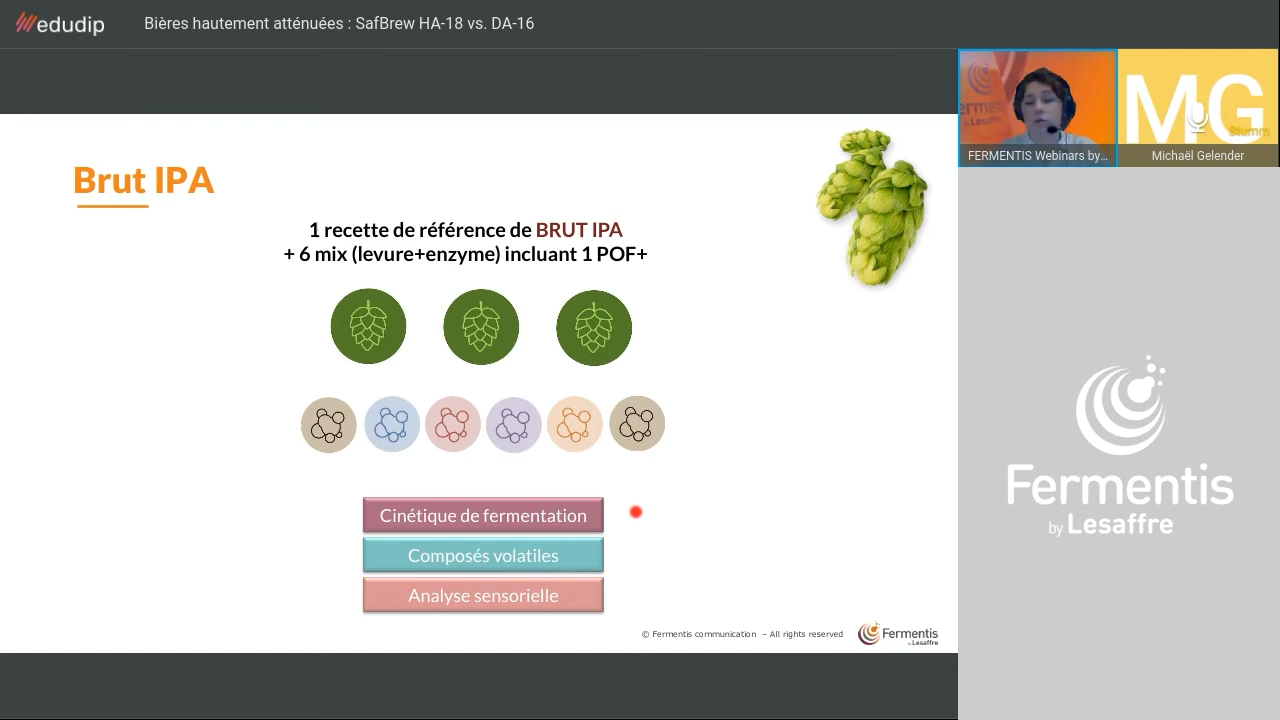 edudip
Bières hautement atténuées : SafBrew HA-18 vs. DA-16
Brut IPA
1 recette de référence de BRUT IPA
+ 6 mix (levure+enzyme) incluant 1 POF+
Cinétique de fermentation
Composés volatiles
Analyse sensorielle
© Fermentis communication – All rights reserved
Fermentis
by Lesaffre
FERMENTIS Webinars by...
MG
Stumm
Michaël Gelender
Fermentis
by Lesaffre